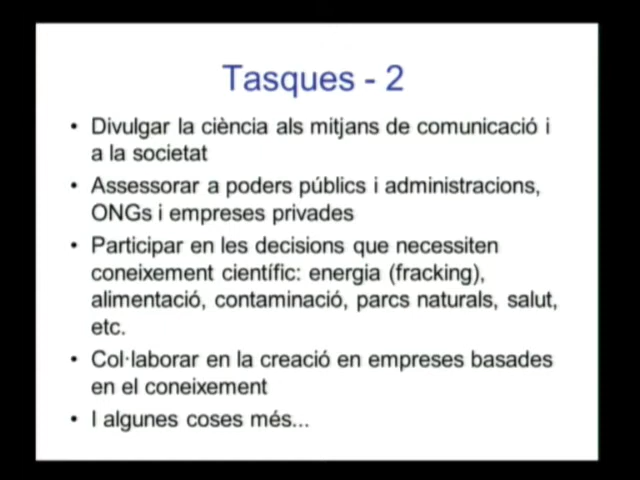 Tasques - 2
• Divulgar la ciència als mitjans de comunicació i
a la societat
• Assessorar a poders públics i administracions,
ONGs i empreses privades
• Participar en les decisions que necessiten
coneixement científic: energia (fracking),
alimentació, contaminació, parcs naturals, salut,
etc.
• Col·laborar en la creació en empreses basades
en el coneixement
• I algunes coses més...